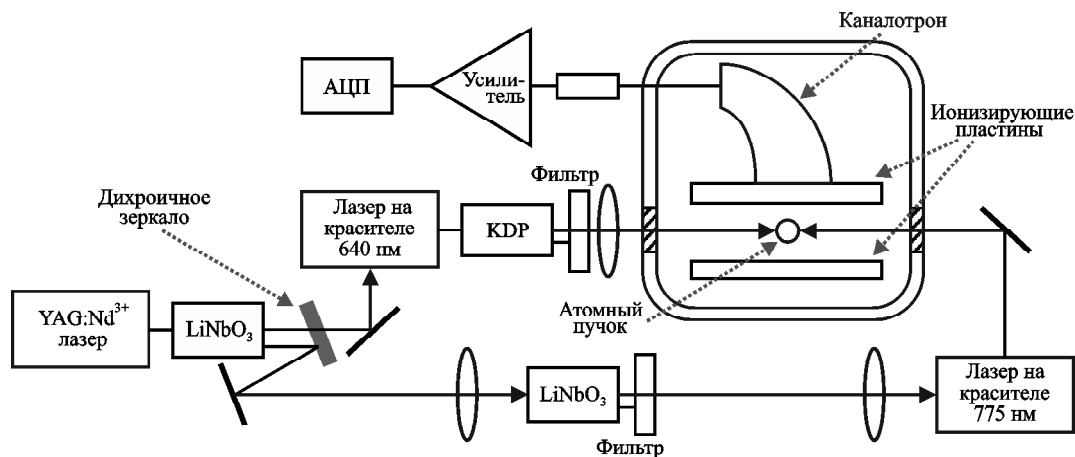 Каналотрон
АЦП
Усили-
тель
Ионизирующие
пластины
Фильтр
Дихроичное
зеркало
Лазер на
красителе
640 нм
KDP
Атомный
пучок
YAG:Nd3+
лазер
LiNbO3
LiNbO3
Фильтр
Лазер на
красителе
775 нм